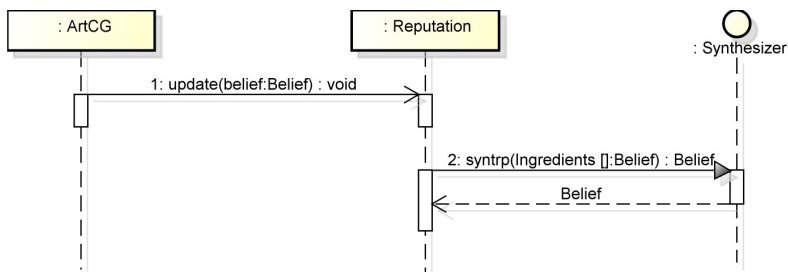 : ArtCG
: Reputation
: Synthesizer
1: update(belief:Belief) : void
2: syntrp(Ingredients []:Belief) : Belief
Belief